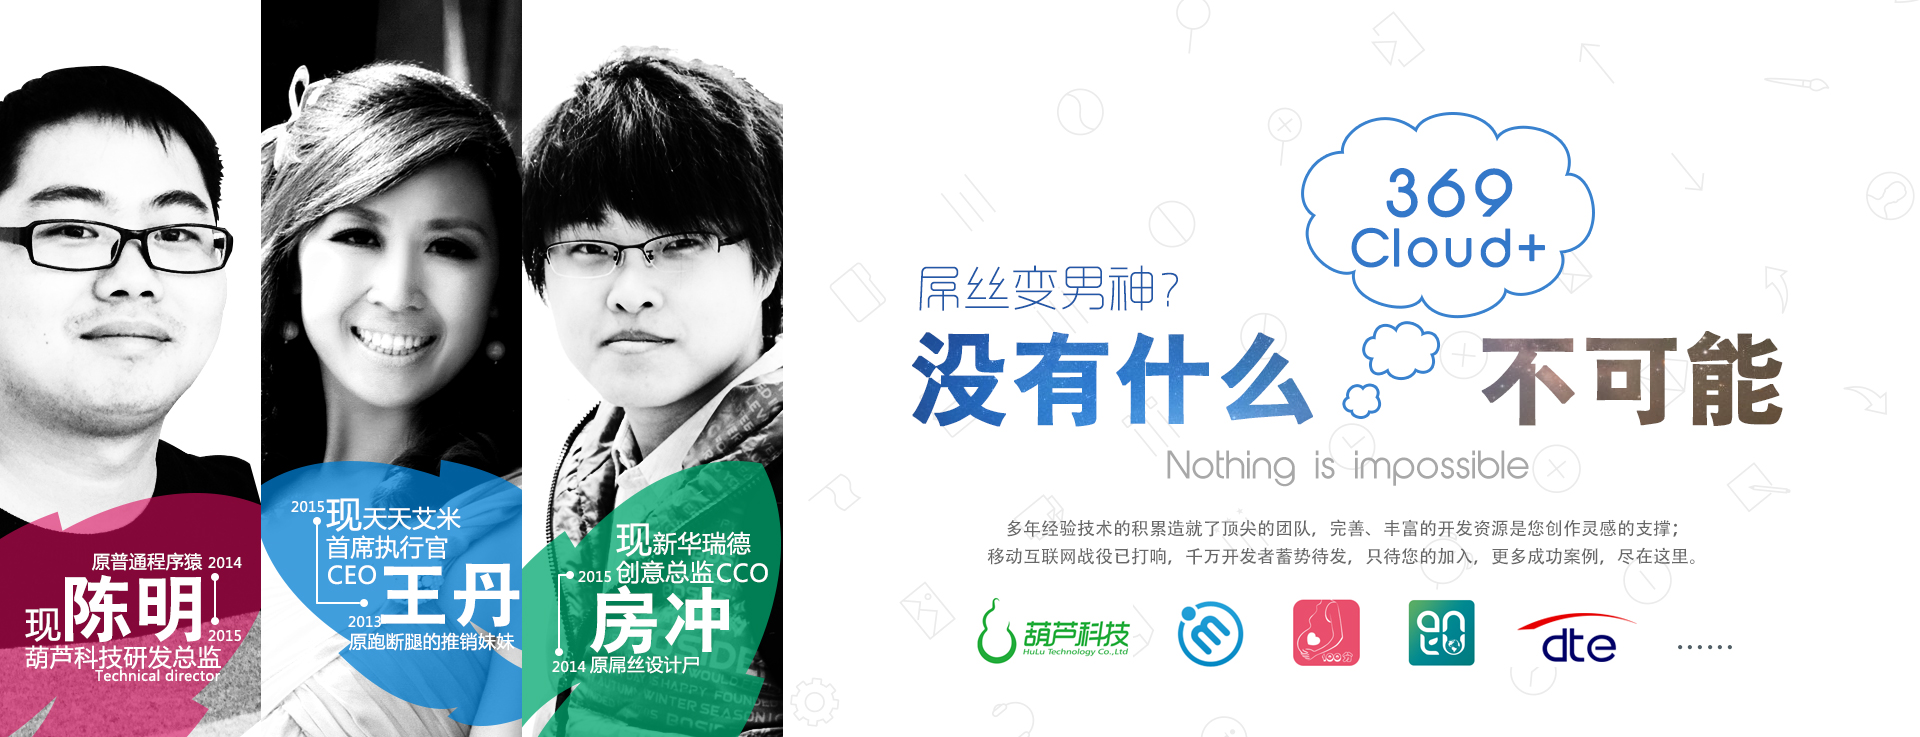 原普通程序猿 2014
现 陈明
2015
葫芦科技研发总监
Technical director
2015 现 天天艾米
首席执行官
CEO 王丹
2013
原跑断腿的推销妹妹
现 新华瑞德
2015 创意总监CCO
房冲
2014 原屌丝设计尸
369
Cloud+
屌丝变男神？
没有什么 不可能
Nothing is impossible
多年经验技术的积累造就了顶尖的团队，完善、丰富的开发资源是您创作灵感的支撑；
移动互联网战役已打响，千万开发者蓄势待发，只待您的加入，更多成功案例，尽在这里。
葫芦科技
HuLu Technology Co.,Ltd
100分
dte
······